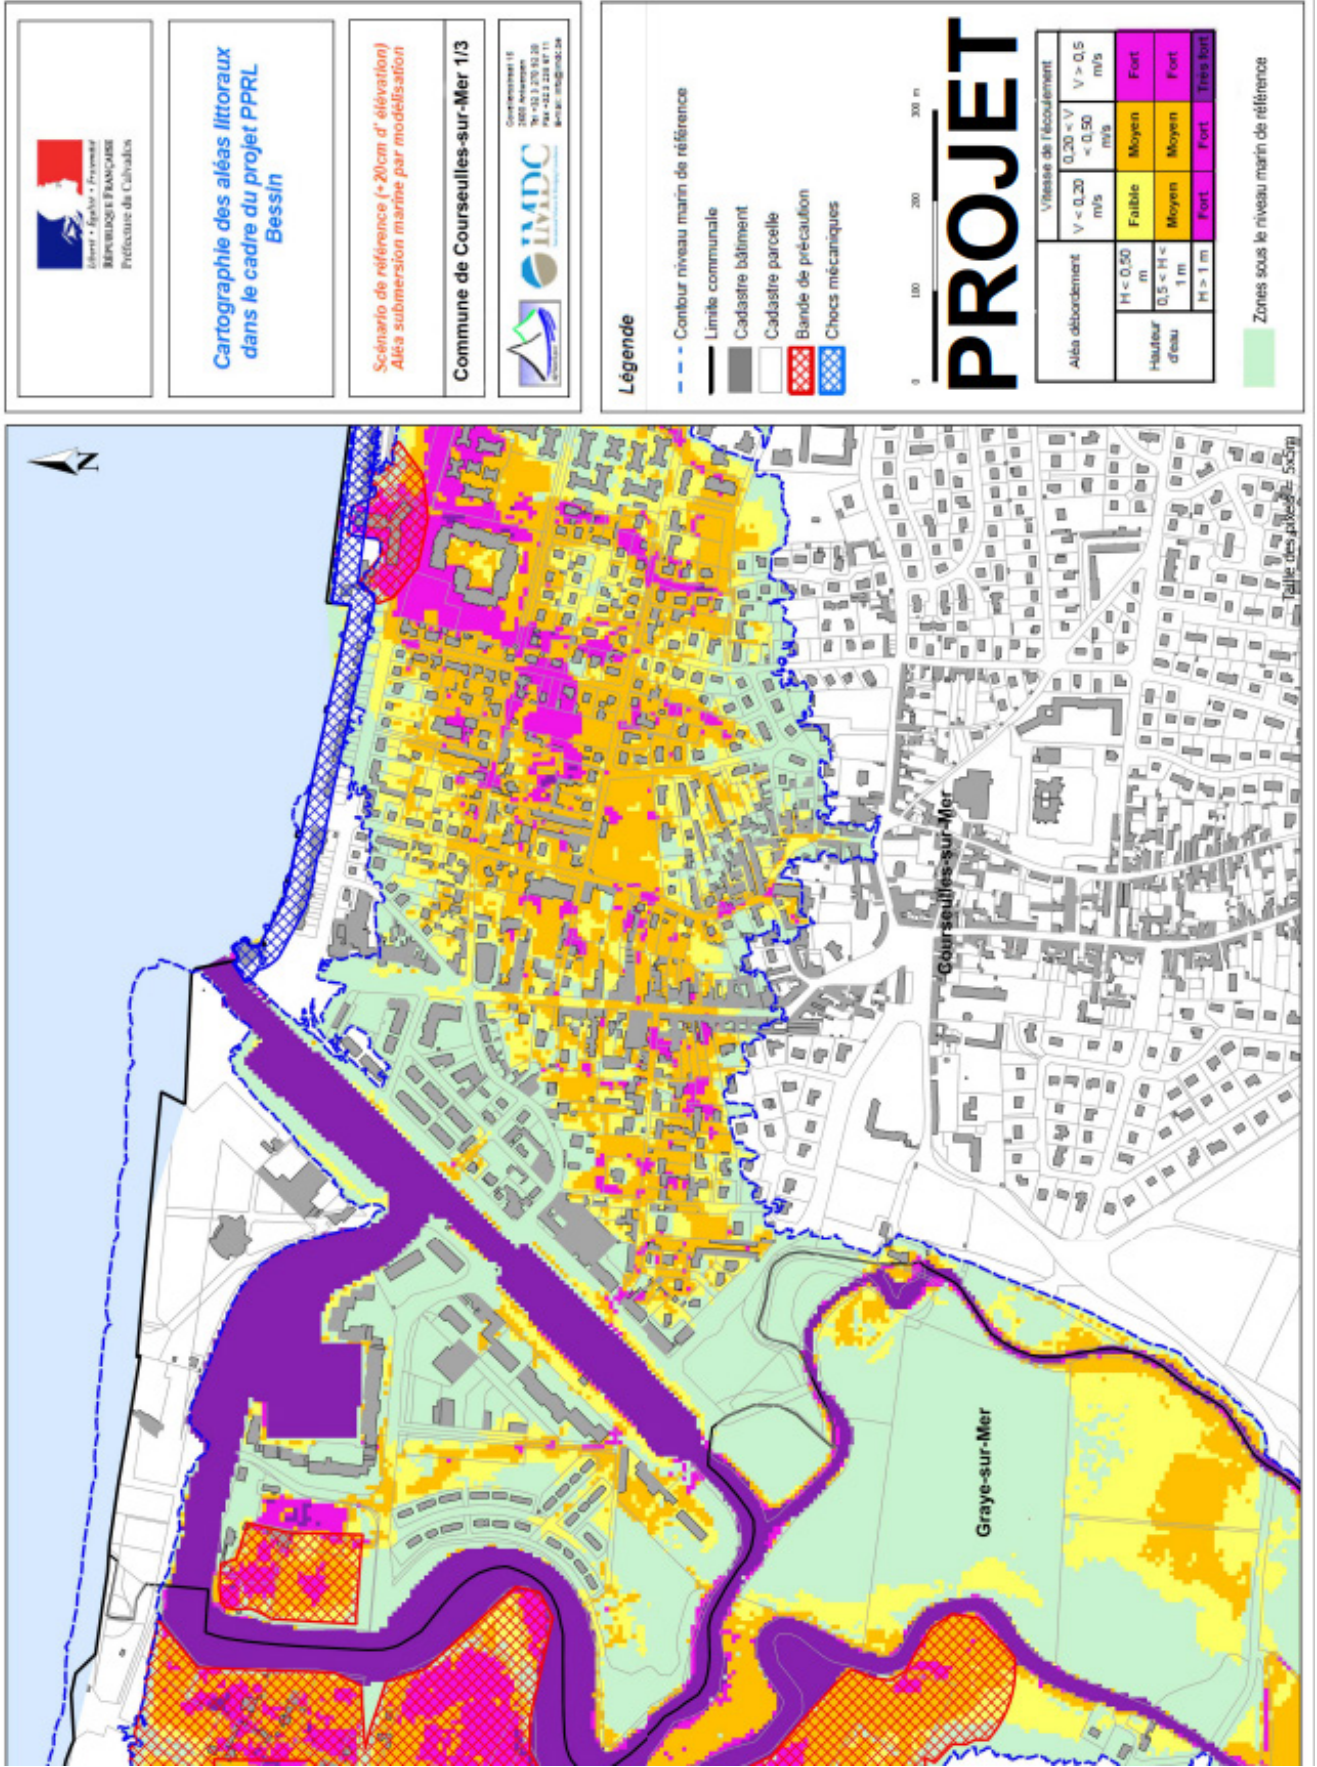 Liberté • Égalité • Fraternité
RÉPUBLIQUE FRANÇAISE
Préfecture du Calvados
Cartographie des aléas littoraux
dans le cadre du projet PPRL
Bessin
Scénario de référence (+20cm d' élévation)
Aléa submersion marine par modélisation
Commune de Courseulles-sur-Mer 1/3
IMDC
Légende
Contour niveau marin de référence
Limite communale
Cadastre bâtiment
Cadastre parcelle
Bande de précaution
Chocs mécaniques
0 100 200 300 m
PROJET
Aléa débordement
Vitesse de l'écoulement
V < 0,20 m/s
0,20 < V < 0,50 m/s
V > 0,5 m/s
Hauteur d'eau
H < 0,50 m Faible Moyen Fort
0,5 < H < 1 m Moyen Moyen Fort
H > 1 m Fort Fort Très fort
Zones sous le niveau marin de référence
N
Courseulles-sur-Mer
Graye-sur-Mer
Taille des pixels = 5x5m